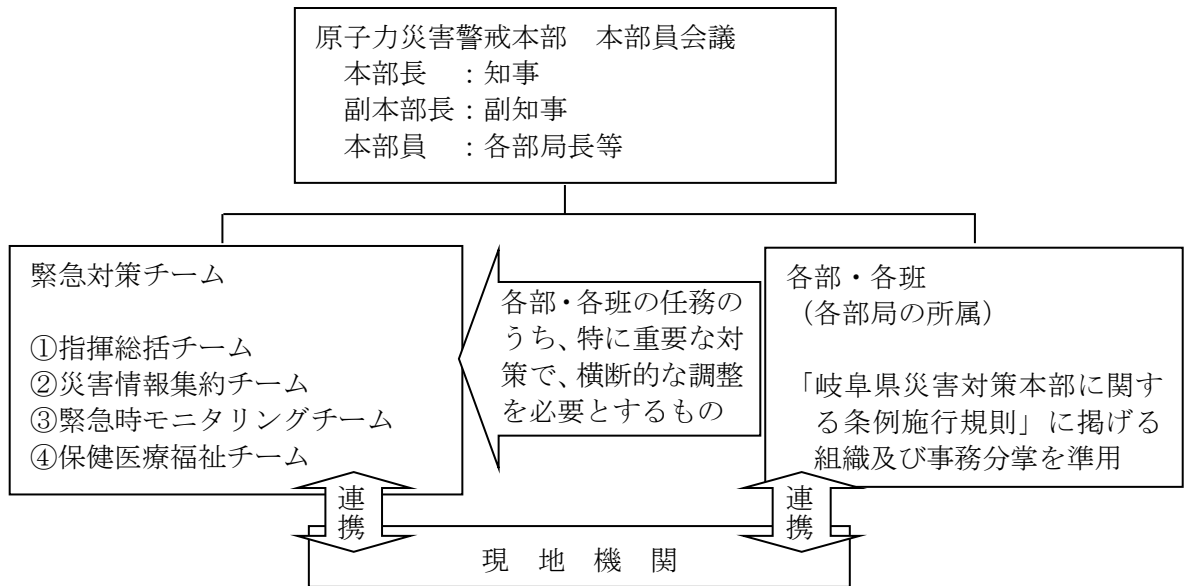 原子力災害警戒本部　本部員会議
本部長　：知事
副本部長：副知事
本部員　：各部局長等
緊急対策チーム
①指揮総括チーム
②災害情報集約チーム
③緊急時モニタリングチーム
④保健医療福祉チーム
各部・各班の任務の
うち、特に重要な対
策で、横断的な調整
を必要とするもの
各部・各班
（各部局の所属）
「岐阜県災害対策本部に関す
る条例施行規則」に掲げる
組織及び事務分掌を準用
連携
連携
現　地　機　関